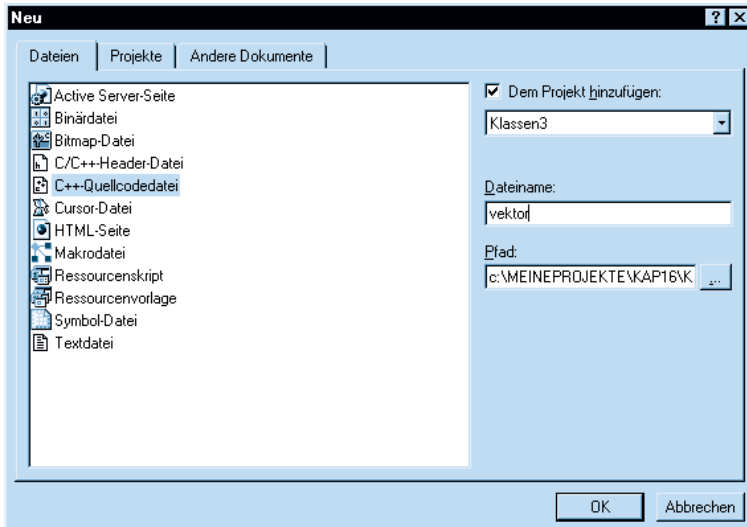 Neu
Dateien
Projekte
Andere Dokumente
Active Server-Seite
Binärdatei
Bitmap-Datei
C/C++-Header-Datei
C++-Quellcodedatei
Cursor-Datei
HTML-Seite
Makrodatei
Ressourcenskript
Ressourcenvorlage
Symbol-Datei
Textdatei
Dem Projekt hinzufügen:
Klassen3
Dateiname:
vektor
Pfad:
c:\MEINEPROJEKTE\KAP16\K
...
OK
Abbrechen